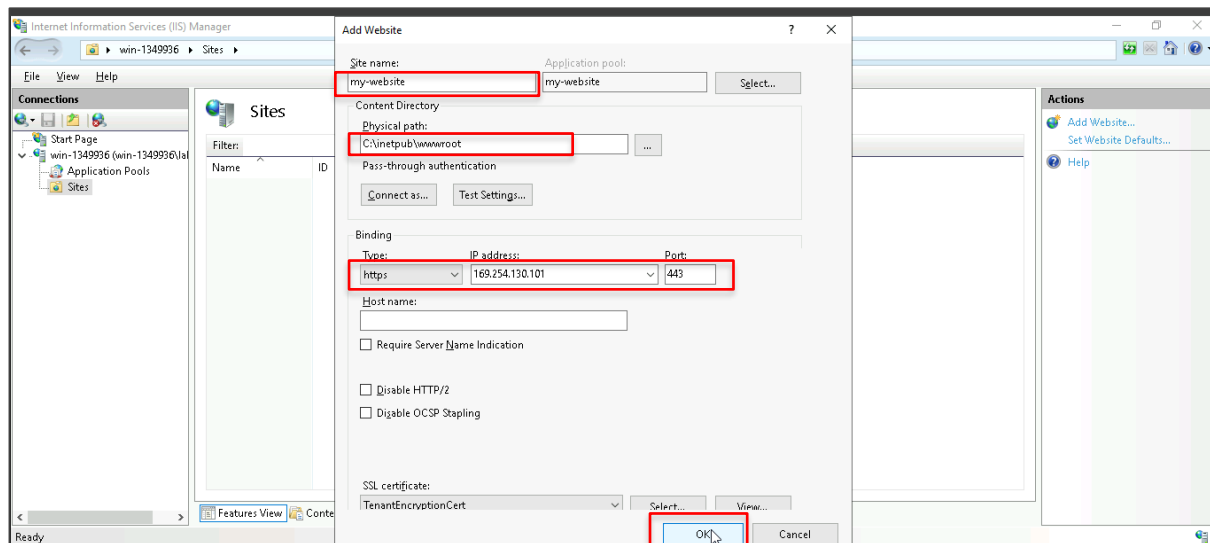 Internet Information Services (IIS) Manager
win-1349936 Sites
File View Help
Connections
Start Page
win-1349936 (win-1349936\lal
Application Pools
Sites
Sites
Filter:
Name ID
Features View Conte
Ready
Add Website ?
Site name: Application pool:
my-website my-website Select...
Content Directory
Physical path:
C:\inetpub\wwwroot ...
Pass-through authentication
Connect as... Test Settings...
Binding
Type: IP address: Port:
https 169.254.130.101 443
Host name:
Require Server Name Indication
Disable HTTP/2
Disable OCSP Stapling
SSL certificate:
TenantEncryptionCert Select... View...
OK Cancel
Actions
Add Website...
Set Website Defaults...
Help